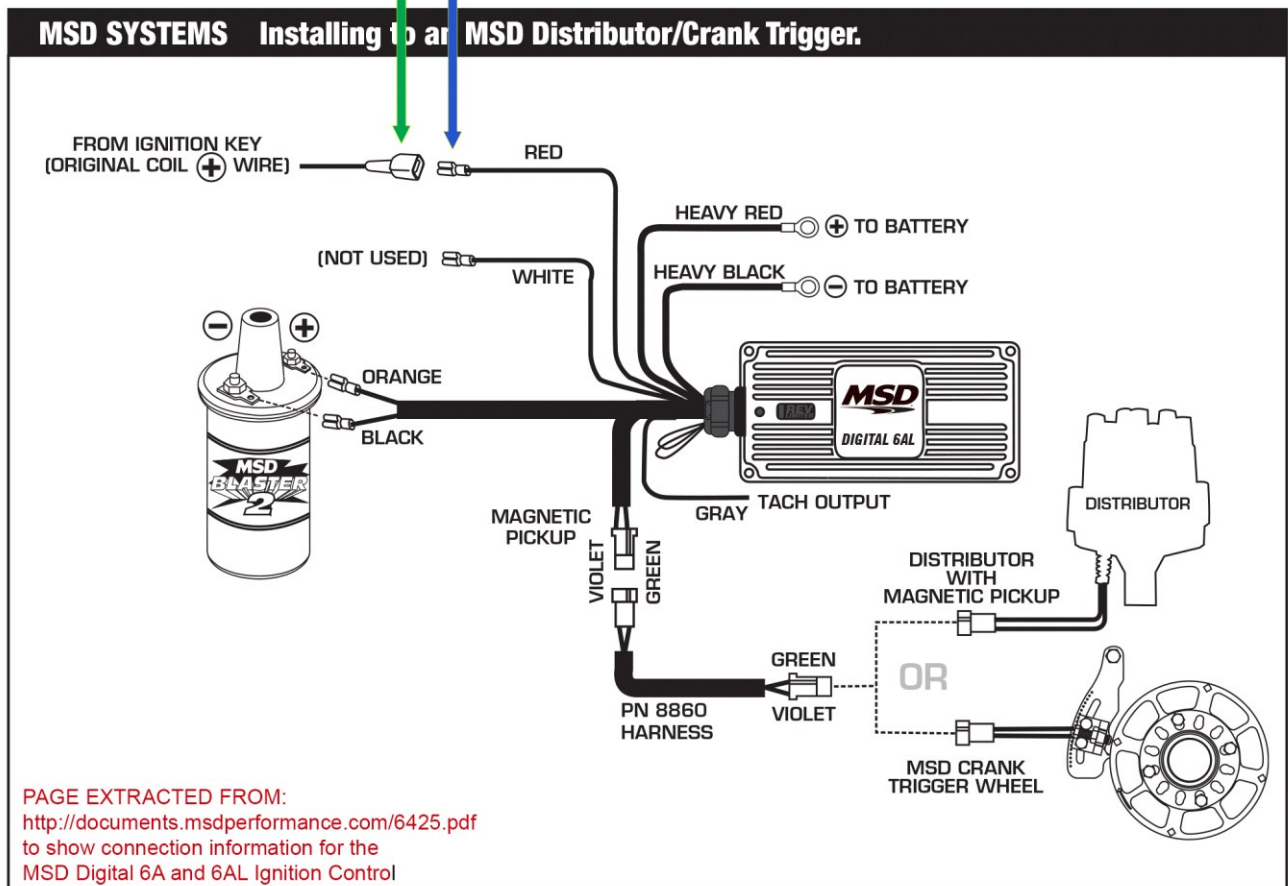 MSD SYSTEMS Installing to an MSD Distributor/Crank Trigger.
FROM IGNITION KEY
(ORIGINAL COIL + WIRE)
RED
HEAVY RED
+ TO BATTERY
(NOT USED)
WHITE
HEAVY BLACK
− TO BATTERY
− +
ORANGE
BLACK
MSD
BLASTER
2
MSD
REV
DIGITAL 6AL
GRAY
TACH OUTPUT
MAGNETIC
PICKUP
VIOLET
GREEN
DISTRIBUTOR
DISTRIBUTOR
WITH
MAGNETIC PICKUP
GREEN
VIOLET
OR
PN 8860
HARNESS
MSD CRANK
TRIGGER WHEEL
PAGE EXTRACTED FROM:
http://documents.msdperformance.com/6425.pdf
to show connection information for the
MSD Digital 6A and 6AL Ignition Control